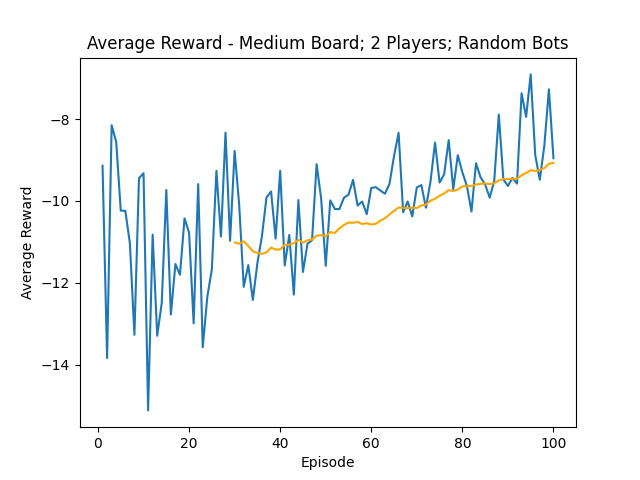 Average Reward - Medium Board; 2 Players; Random Bots
−8
−10
−12
−14
Average Reward
0 20 40 60 80 100
Episode